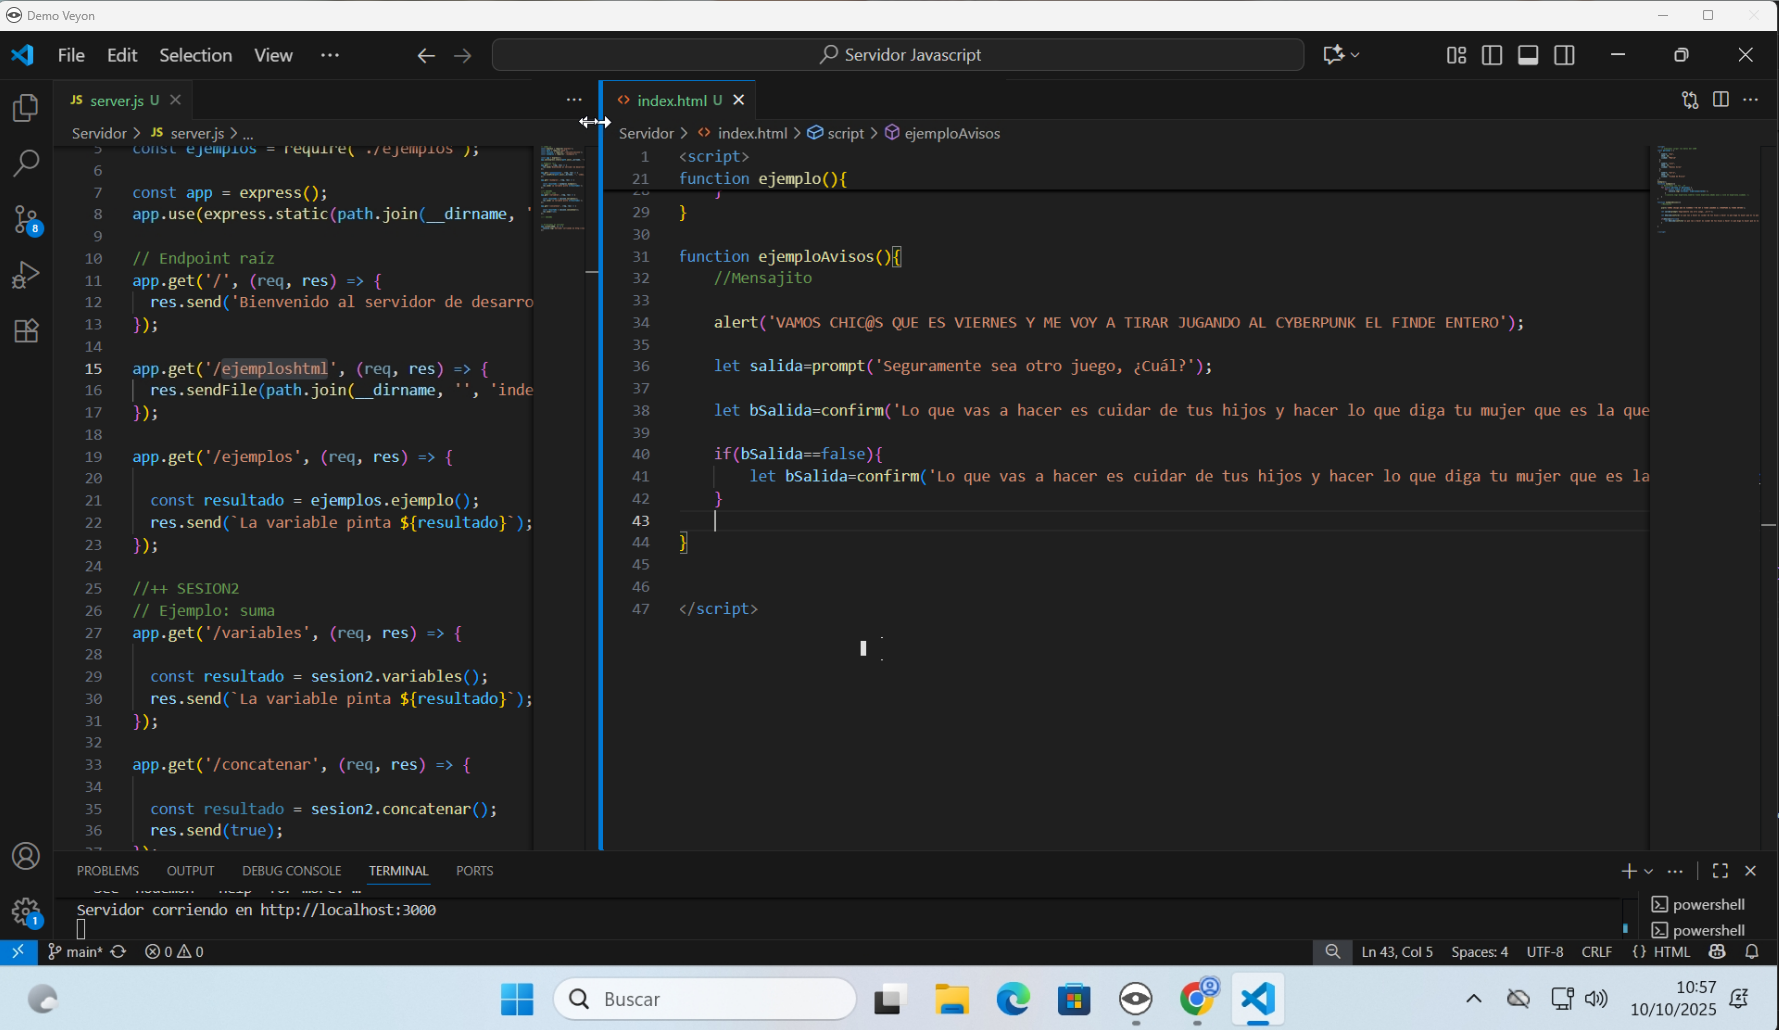 Demo Veyon
File Edit Selection View ···
Servidor Javascript
JS server.js U
Servidor > JS server.js > ...
5 const ejemplos = require('./ejemplos');
6
7 const app = express();
8 app.use(express.static(path.join(__dirname, '
9
10 // Endpoint raíz
11 app.get('/', (req, res) => {
12 res.send('Bienvenido al servidor de desarro
13 });
14
15 app.get('/ejemploshtml', (req, res) => {
16 res.sendFile(path.join(__dirname, '', 'inde
17 });
18
19 app.get('/ejemplos', (req, res) => {
20
21 const resultado = ejemplos.ejemplo();
22 res.send(`La variable pinta ${resultado}`);
23 });
24
25 //++ SESION2
26 // Ejemplo: suma
27 app.get('/variables', (req, res) => {
28
29 const resultado = sesion2.variables();
30 res.send(`La variable pinta ${resultado}`);
31 });
32
33 app.get('/concatenar', (req, res) => {
34
35 const resultado = sesion2.concatenar();
36 res.send(true);
<> index.html U
Servidor > <> index.html > script > ejemploAvisos
1 <script>
21 function ejemplo(){
28 }
29 }
30
31 function ejemploAvisos(){
32 //Mensajito
33
34 alert('VAMOS CHIC@S QUE ES VIERNES Y ME VOY A TIRAR JUGANDO AL CYBERPUNK EL FINDE ENTERO');
35
36 let salida=prompt('Seguramente sea otro juego, ¿Cuál?');
37
38 let bSalida=confirm('Lo que vas a hacer es cuidar de tus hijos y hacer lo que diga tu mujer que es la que
39
40 if(bSalida==false){
41 let bSalida=confirm('Lo que vas a hacer es cuidar de tus hijos y hacer lo que diga tu mujer que es la
42 }
43
44 }
45
46
47 </script>
PROBLEMS OUTPUT DEBUG CONSOLE TERMINAL PORTS
Servidor corriendo en http://localhost:3000
powershell
powershell
8
1
main* 0 0
Ln 43, Col 5 Spaces: 4 UTF-8 CRLF {} HTML
Buscar
10:57
10/10/2025